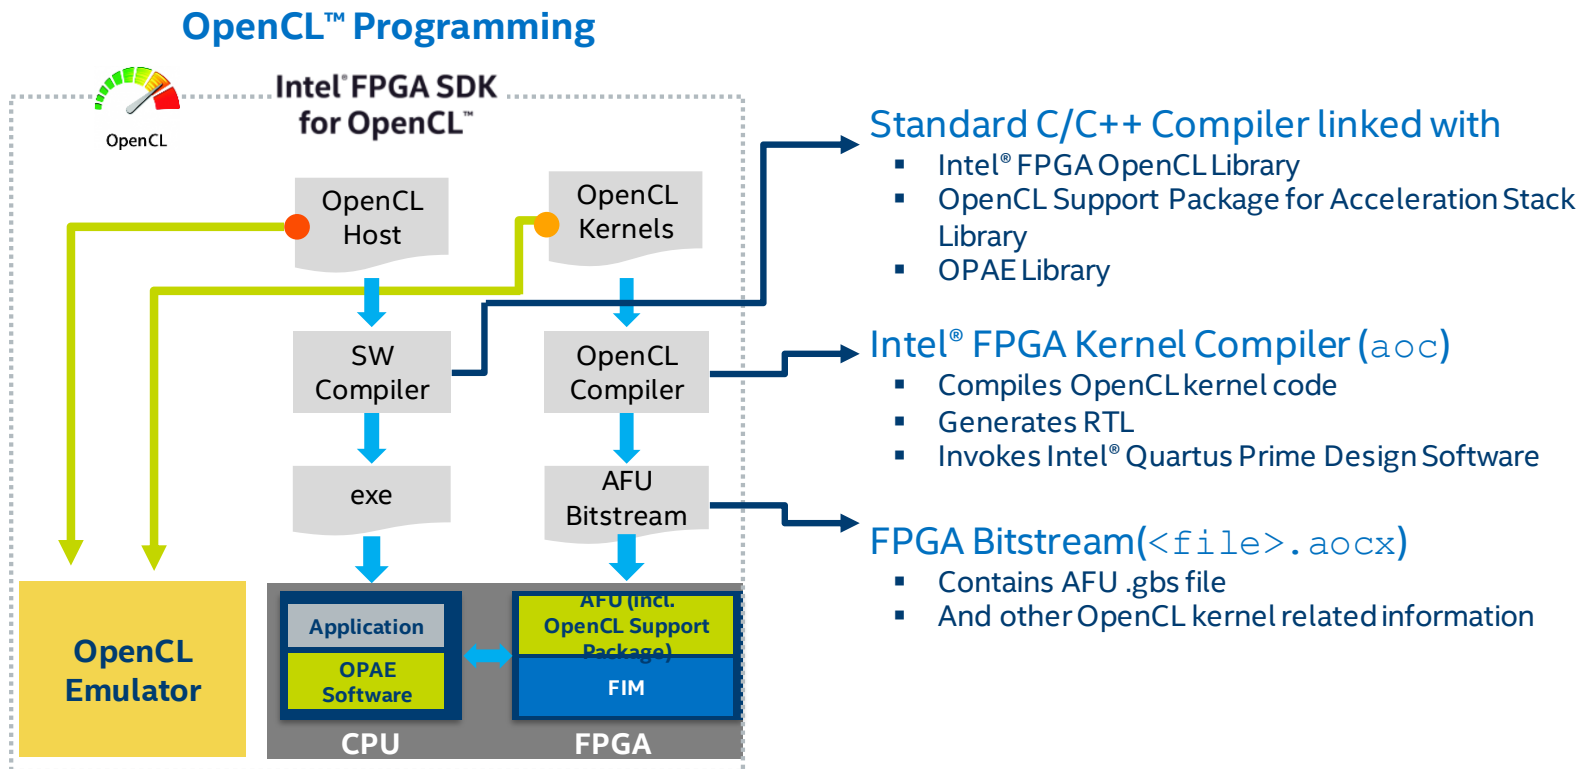 OpenCL™ Programming
Intel® FPGA SDK
for OpenCL™
OpenCL
OpenCL
Host
OpenCL
Kernels
SW
Compiler
OpenCL
Compiler
exe
AFU
Bitstream
OpenCL
Emulator
Application
OPAE
Software
CPU
AFU (incl.
OpenCL Support
Package)
FIM
FPGA
Standard C/C++ Compiler linked with
▪ Intel® FPGA OpenCL Library
▪ OpenCL Support Package for Acceleration Stack
Library
▪ OPAE Library
Intel® FPGA Kernel Compiler (aoc)
▪ Compiles OpenCL kernel code
▪ Generates RTL
▪ Invokes Intel® Quartus Prime Design Software
FPGA Bitstream(<file>.aocx)
▪ Contains AFU .gbs file
▪ And other OpenCL kernel related information